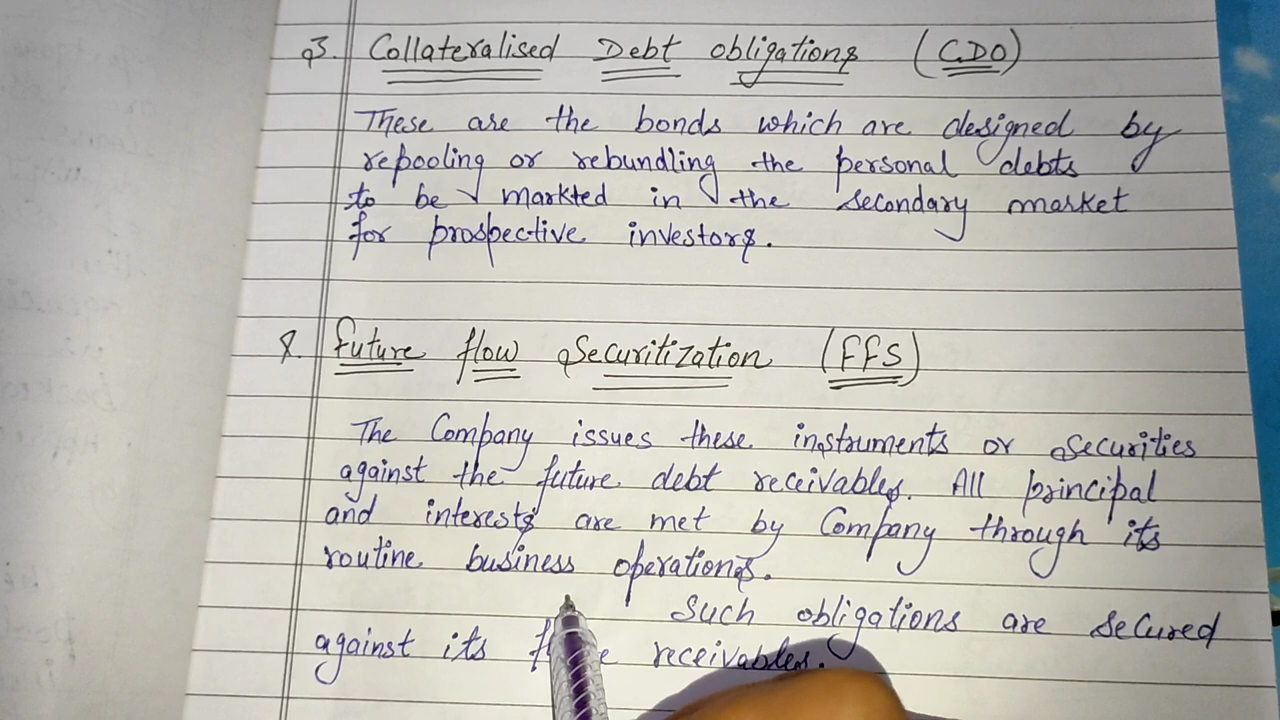 3. Collateralised Debt obligations (CDO)
These are the bonds which are designed by
repooling or rebundling the personal debts
to be markted in the secondary market
for prospective investors.
Future flow Securitization (FFS)
The Company issues these instruments or securities
against the future debt receivables. All principal
and interests are met by Company through its
routine business operations.
Such obligations are secured
against its receivables.